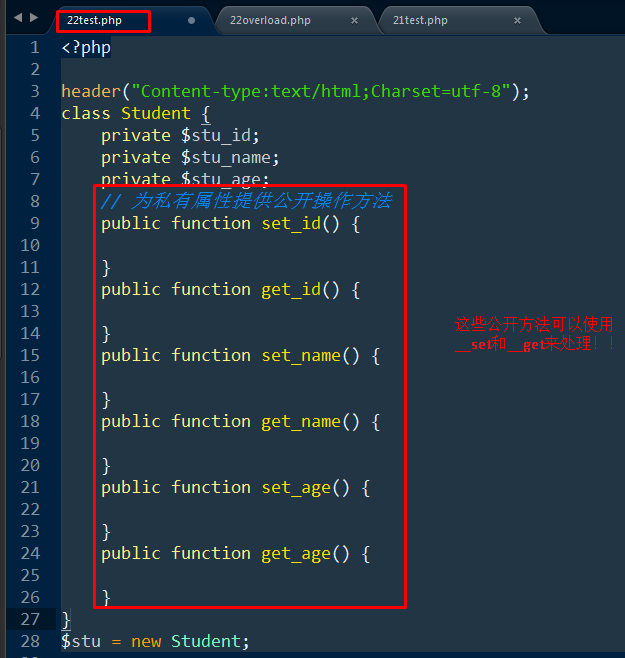 22test.php
22overload.php
21test.php
1 <?php
2
3 header("Content-type:text/html;Charset=utf-8");
4 class Student {
5 private $stu_id;
6 private $stu_name;
7 private $stu_age;
8 // 为私有属性提供公开操作方法
9 public function set_id() {
10
11 }
12 public function get_id() {
13
14 }
15 public function set_name() {
16
17 }
18 public function get_name() {
19
20 }
21 public function set_age() {
22
23 }
24 public function get_age() {
25
26 }
27 }
28 $stu = new Student;
这些公开方法可以使用
__set和__get来处理！！